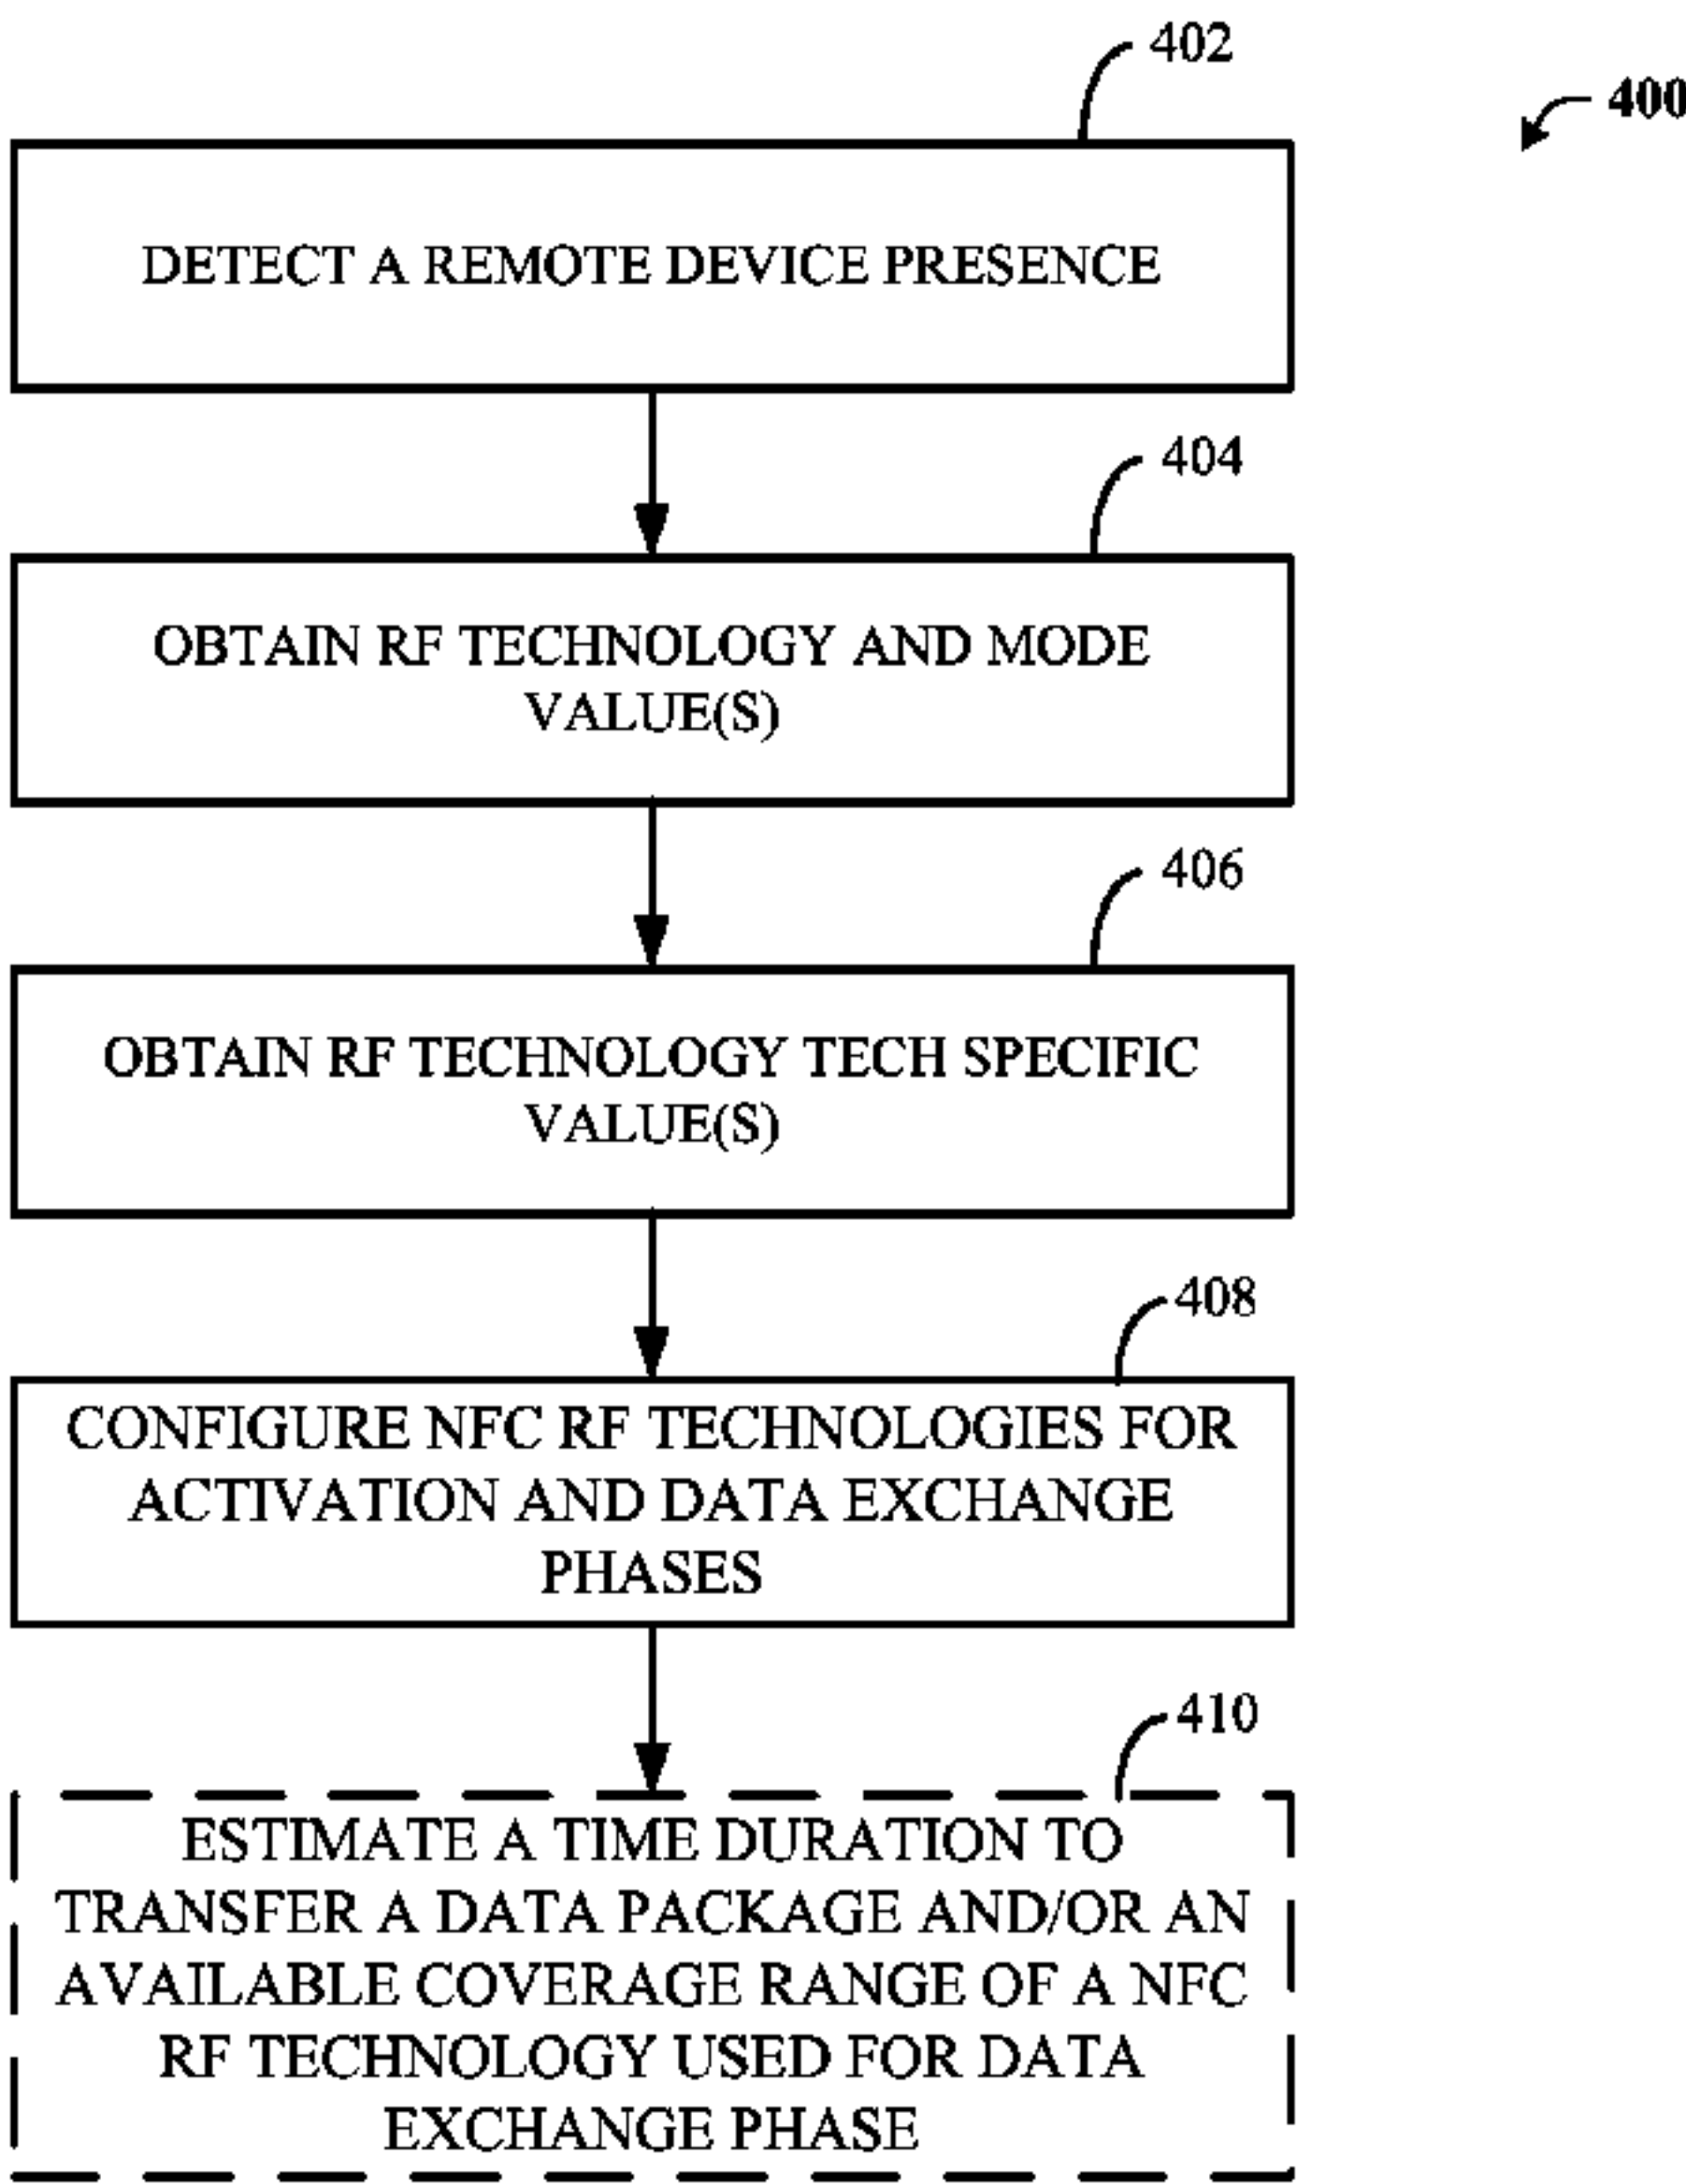 402
400
DETECT A REMOTE DEVICE PRESENCE
404
OBTAIN RF TECHNOLOGY AND MODE
VALUE(S)
406
OBTAIN RF TECHNOLOGY TECH SPECIFIC
VALUE(S)
408
CONFIGURE NFC RF TECHNOLOGIES FOR
ACTIVATION AND DATA EXCHANGE
PHASES
410
ESTIMATE A TIME DURATION TO
TRANSFER A DATA PACKAGE AND/OR AN
AVAILABLE COVERAGE RANGE OF A NFC
RF TECHNOLOGY USED FOR DATA
EXCHANGE PHASE